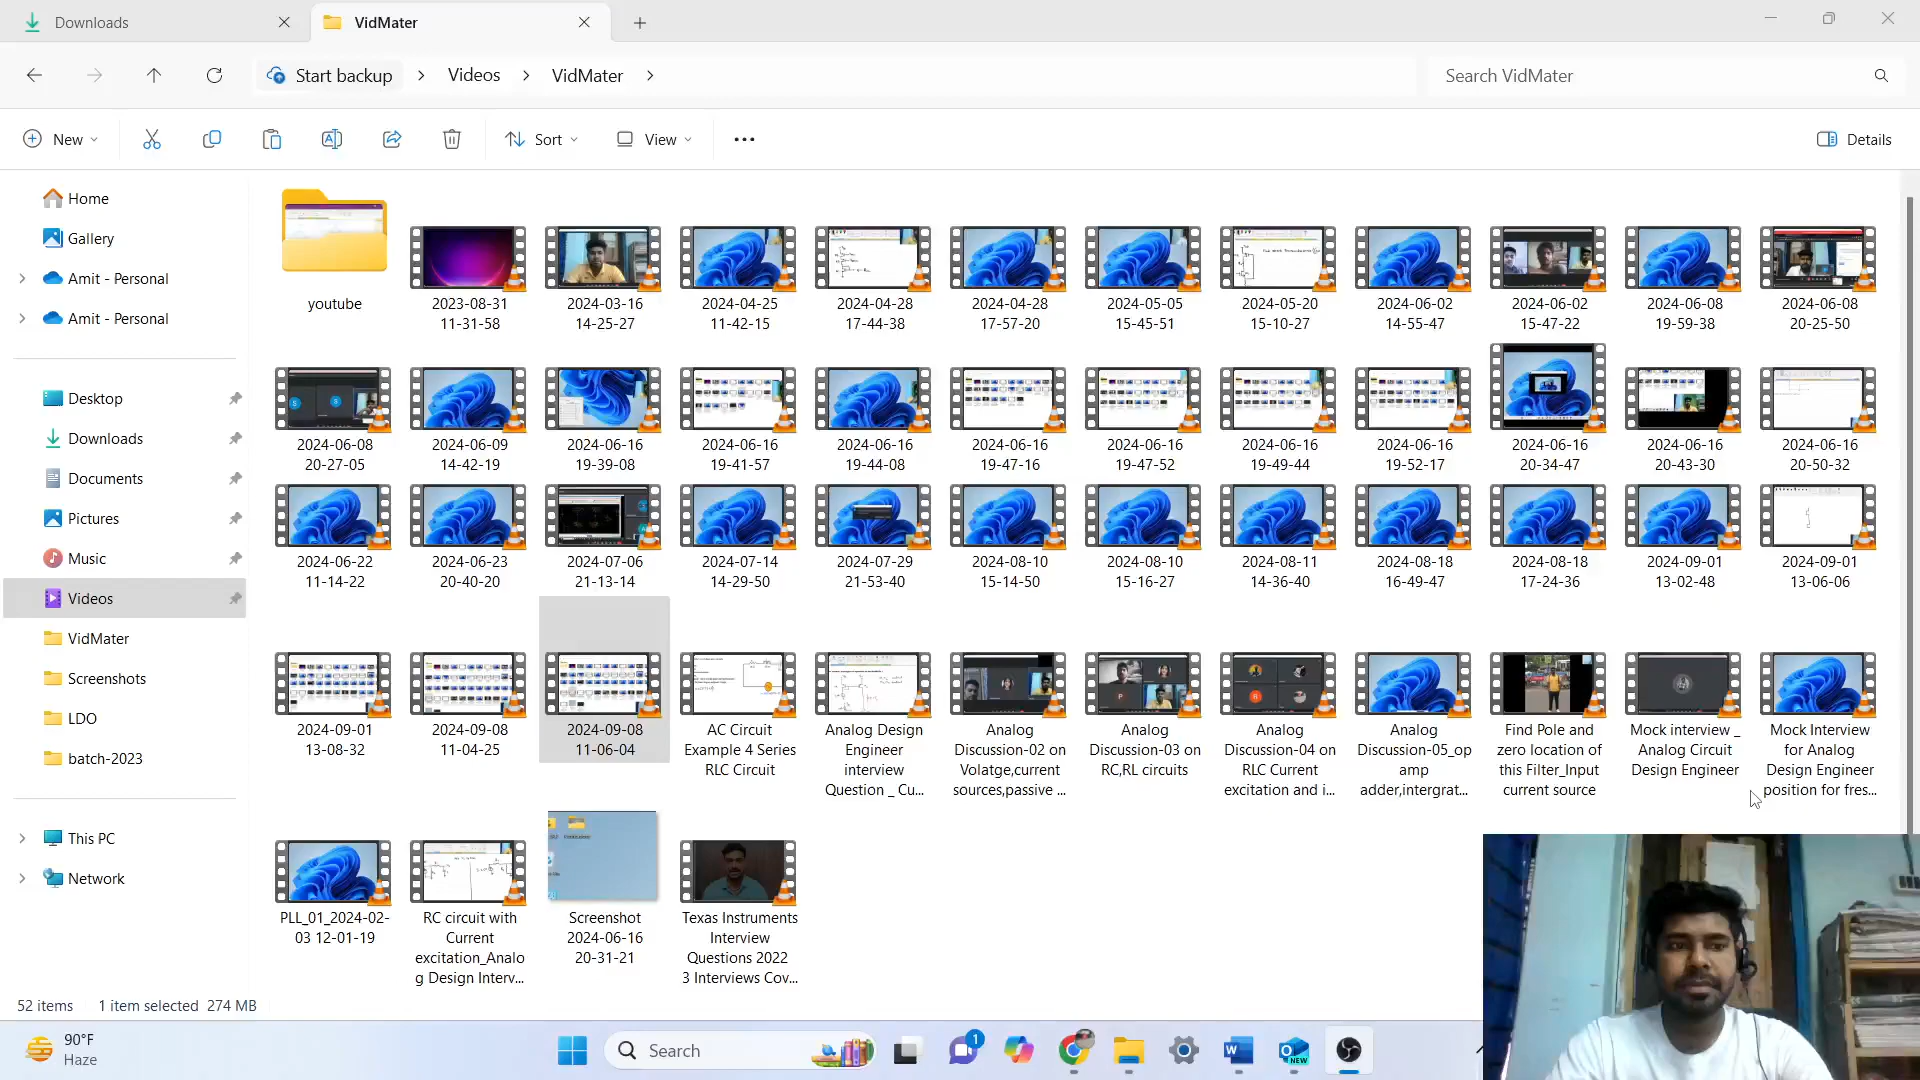 Downloads
VidMater
Start backup
Videos
VidMater
Search VidMater
New
Sort
View
Details
Home
Gallery
Amit - Personal
Amit - Personal
Desktop
Downloads
Documents
Pictures
Music
Videos
VidMater
Screenshots
LDO
batch-2023
This PC
Network
youtube
2023-08-31
11-31-58
2024-03-16
14-25-27
2024-04-25
11-42-15
2024-04-28
17-44-38
2024-04-28
17-57-20
2024-05-05
15-45-51
2024-05-20
15-10-27
2024-06-02
14-55-47
2024-06-02
15-47-22
2024-06-08
19-59-38
2024-06-08
20-25-50
2024-06-08
20-27-05
2024-06-09
14-42-19
2024-06-16
19-39-08
2024-06-16
19-41-57
2024-06-16
19-44-08
2024-06-16
19-47-16
2024-06-16
19-47-52
2024-06-16
19-49-44
2024-06-16
19-52-17
2024-06-16
20-34-47
2024-06-16
20-43-30
2024-06-16
20-50-32
2024-06-22
11-14-22
2024-06-23
20-40-20
2024-07-06
21-13-14
2024-07-14
14-29-50
2024-07-29
21-53-40
2024-08-10
15-14-50
2024-08-10
15-16-27
2024-08-11
14-36-40
2024-08-18
16-49-47
2024-08-18
17-24-36
2024-09-01
13-02-48
2024-09-01
13-06-06
2024-09-01
13-08-32
2024-09-08
11-04-25
2024-09-08
11-06-04
AC Circuit
Example 4 Series
RLC Circuit
Analog Design
Engineer
interview
Question _ Cu...
Analog
Discussion-02 on
Volatge,current
sources,passive ...
Analog
Discussion-03 on
RC,RL circuits
Analog
Discussion-04 on
RLC Current
excitation and i...
Analog
Discussion-05_op
amp
adder,intergrat...
Find Pole and
zero location of
this Filter_Input
current source
Mock interview _
Analog Circuit
Design Engineer
Mock Interview
for Analog
Design Engineer
position for fres...
PLL_01_2024-02-
03 12-01-19
RC circuit with
Current
excitation_Analo
g Design Interv...
Screenshot
2024-06-16
20-31-21
Texas Instruments
Interview
Questions 2022
3 Interviews Cov...
52 items
1 item selected 274 MB
90°F
Haze
Search
1
W
NEW